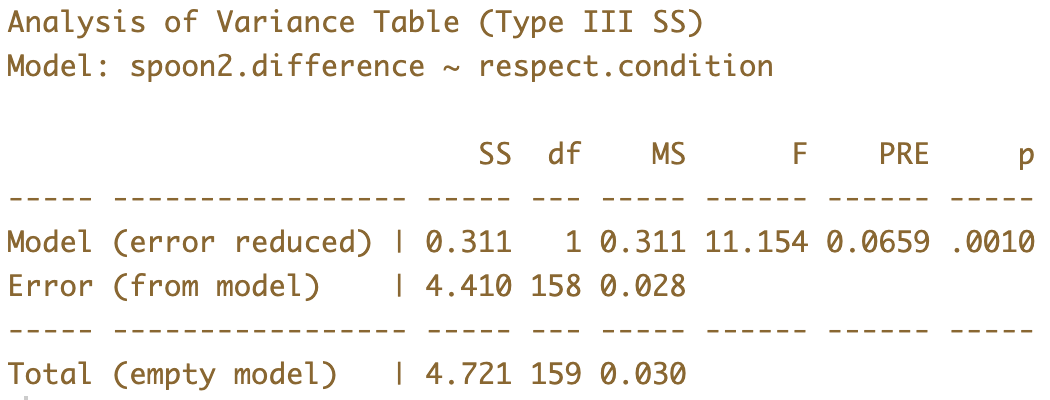 Analysis of Variance Table (Type III SS)
Model: spoon2.difference ~ respect.condition
SS df MS F PRE p
----- ----------------- ----- --- ----- ------ ------ -----
Model (error reduced) | 0.311 1 0.311 11.154 0.0659 .0010
Error (from model) | 4.410 158 0.028
----- ----------------- ----- --- ----- ------ ------ -----
Total (empty model) | 4.721 159 0.030